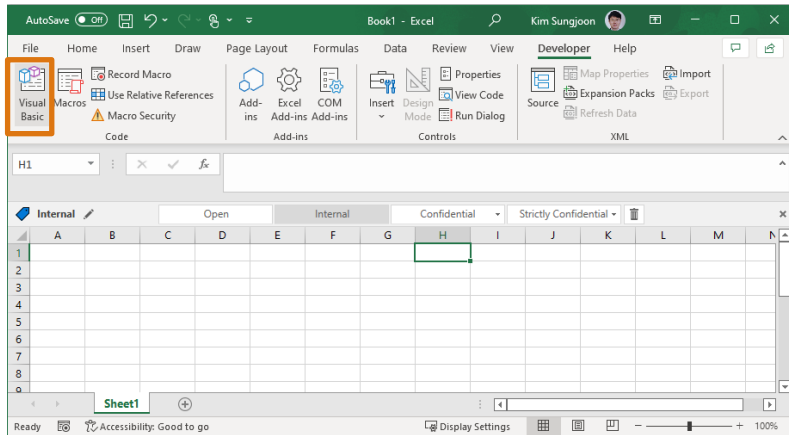 AutoSave Off Book1 - Excel Kim Sungjoon
File Home Insert Draw Page Layout Formulas Data Review View Developer Help
Visual Basic
Macros
Record Macro
Use Relative References
Macro Security
Code
Add-ins
Excel Add-ins
COM Add-ins
Add-ins
Insert
Design Mode
Properties
View Code
Run Dialog
Controls
Source
Map Properties
Expansion Packs
Refresh Data
Import
Export
XML
H1 fx
Internal Open Internal Confidential Strictly Confidential
A B C D E F G H I J K L M N
1
2
3
4
5
6
7
8
9
Sheet1
Ready Accessibility: Good to go Display Settings 100%